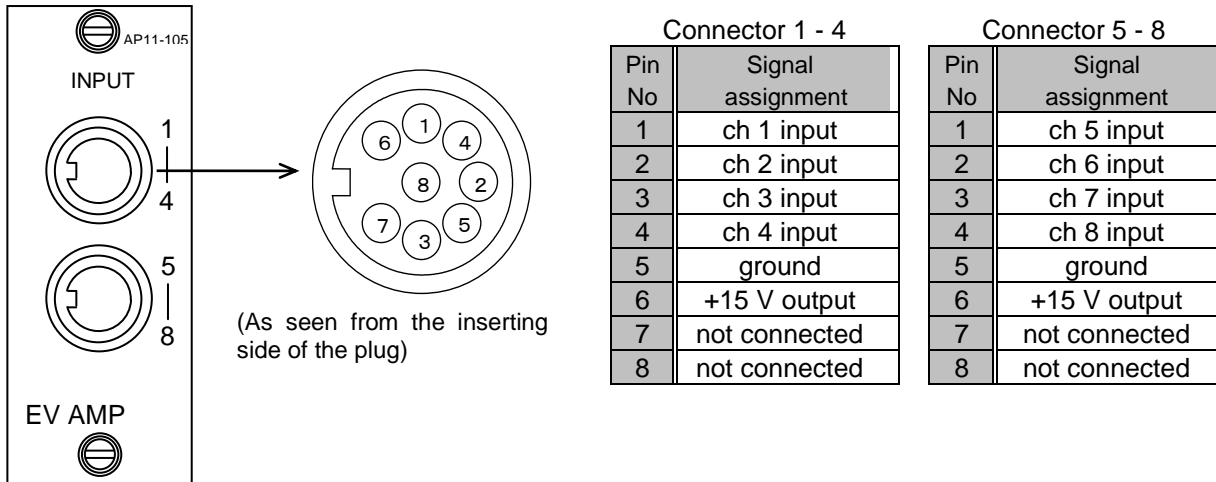 AP11-105
INPUT
1
4
5
8
EV AMP
1
6
4
8
2
7
5
3
(As seen from the inserting
side of the plug)
Connector 1 - 4
Pin No Signal assignment
1 ch 1 input
2 ch 2 input
3 ch 3 input
4 ch 4 input
5 ground
6 +15 V output
7 not connected
8 not connected
Connector 5 - 8
Pin No Signal assignment
1 ch 5 input
2 ch 6 input
3 ch 7 input
4 ch 8 input
5 ground
6 +15 V output
7 not connected
8 not connected